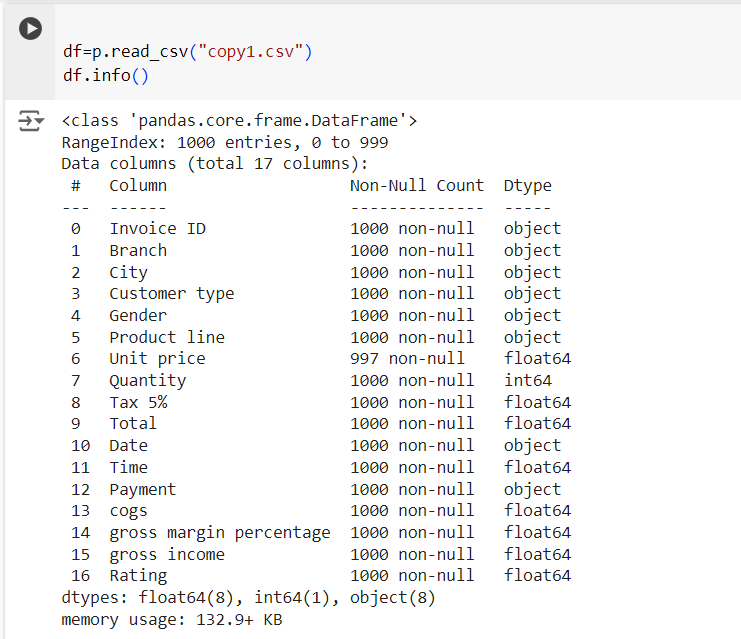 df=p.read_csv("copy1.csv")
df.info()
<class 'pandas.core.frame.DataFrame'>
RangeIndex: 1000 entries, 0 to 999
Data columns (total 17 columns):
 #   Column                   Non-Null Count  Dtype
---  ------                   --------------  -----
 0   Invoice ID               1000 non-null   object
 1   Branch                   1000 non-null   object
 2   City                     1000 non-null   object
 3   Customer type            1000 non-null   object
 4   Gender                   1000 non-null   object
 5   Product line             1000 non-null   object
 6   Unit price               997 non-null    float64
 7   Quantity                 1000 non-null   int64
 8   Tax 5%                   1000 non-null   float64
 9   Total                    1000 non-null   float64
 10  Date                     1000 non-null   object
 11  Time                     1000 non-null   float64
 12  Payment                  1000 non-null   object
 13  cogs                     1000 non-null   float64
 14  gross margin percentage  1000 non-null   float64
 15  gross income             1000 non-null   float64
 16  Rating                   1000 non-null   float64
dtypes: float64(8), int64(1), object(8)
memory usage: 132.9+ KB